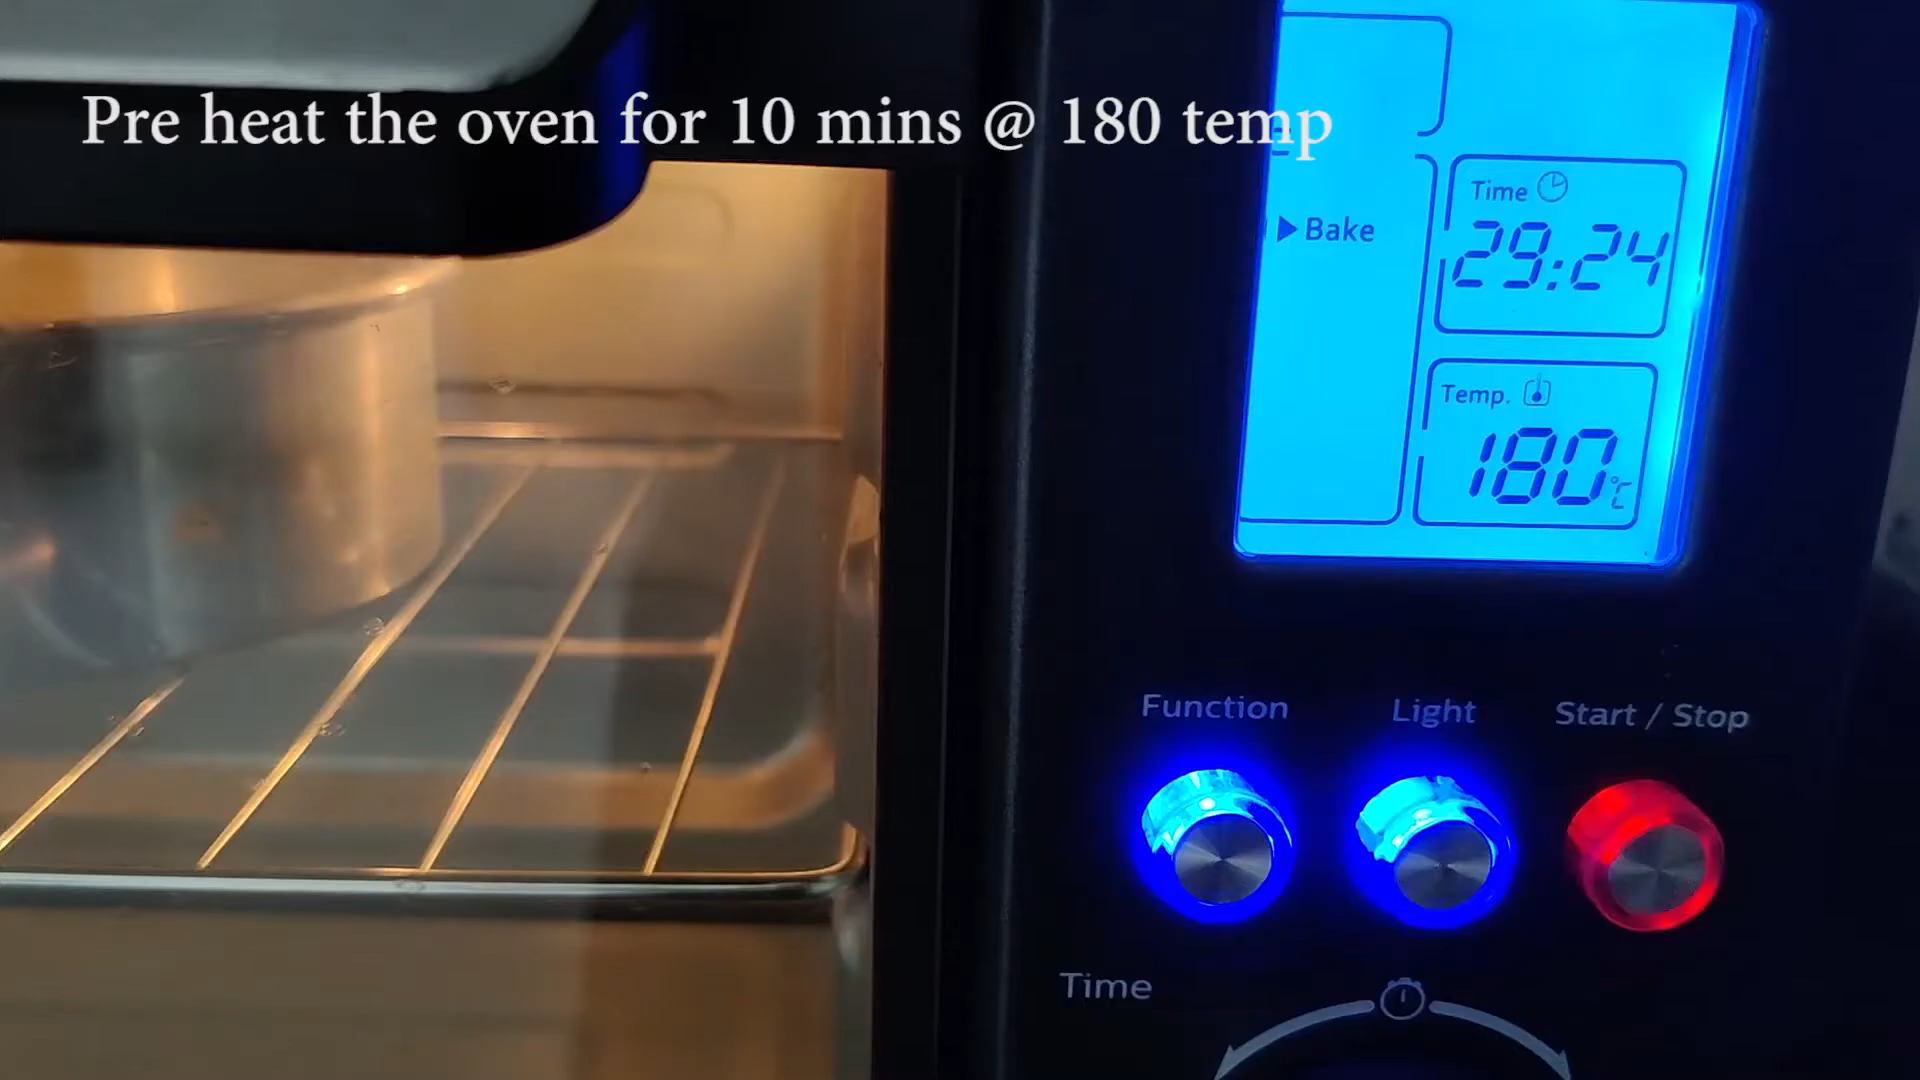 Pre heat the oven for 10 mins @ 180 temp
Time
Bake
29:24
Temp.
180°C
Function
Light
Start / Stop
Time